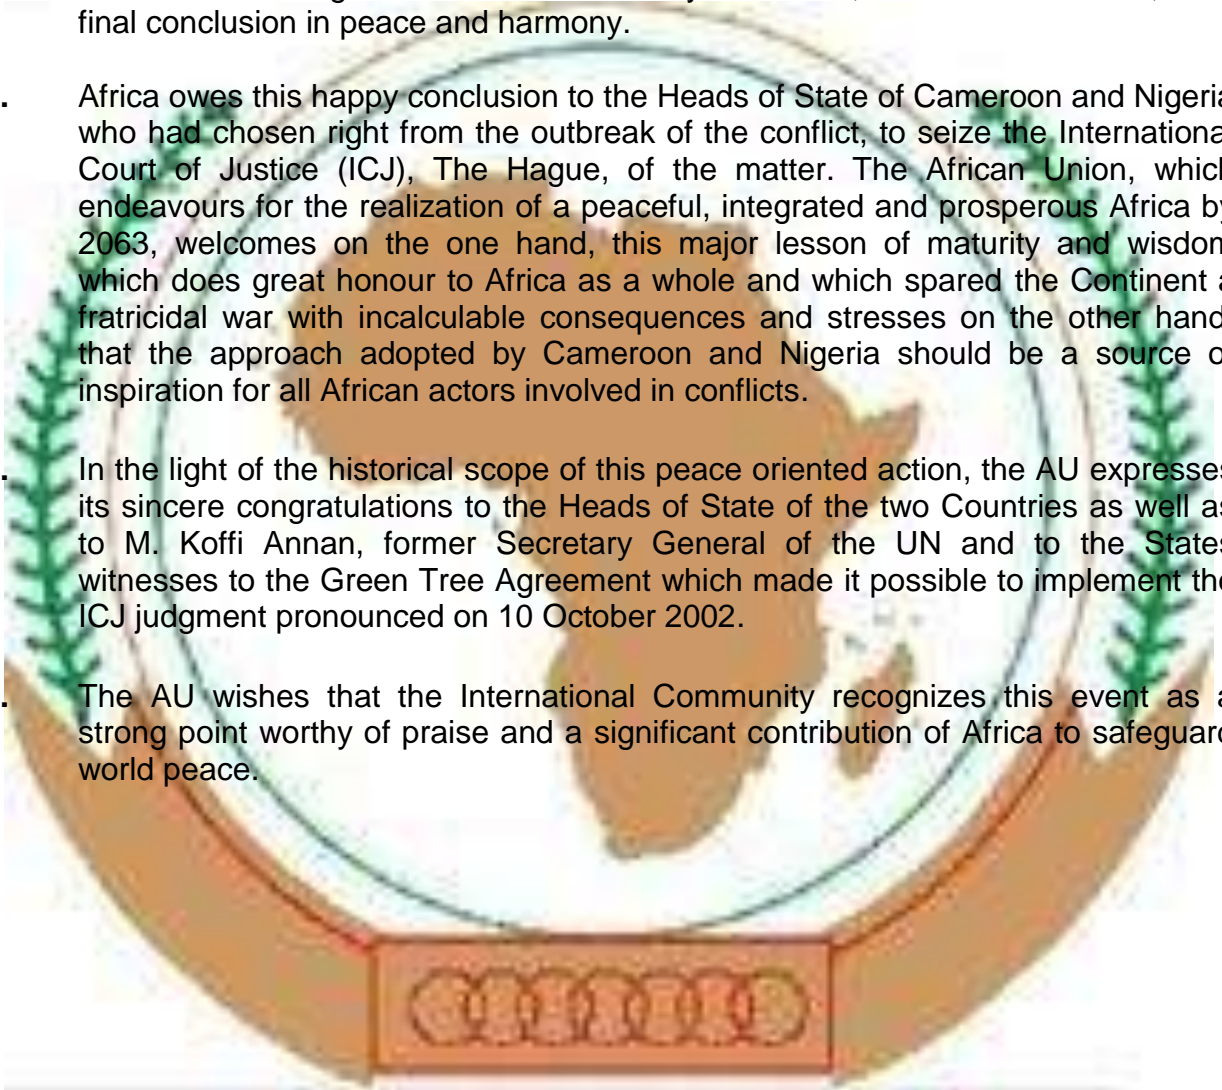 final conclusion in peace and harmony.
. Africa owes this happy conclusion to the Heads of State of Cameroon and Nigeria
who had chosen right from the outbreak of the conflict, to seize the International
Court of Justice (ICJ), The Hague, of the matter. The African Union, which
endeavours for the realization of a peaceful, integrated and prosperous Africa by
2063, welcomes on the one hand, this major lesson of maturity and wisdom
which does great honour to Africa as a whole and which spared the Continent a
fratricidal war with incalculable consequences and stresses on the other hand
that the approach adopted by Cameroon and Nigeria should be a source of
inspiration for all African actors involved in conflicts.
. In the light of the historical scope of this peace oriented action, the AU expresses
its sincere congratulations to the Heads of State of the two Countries as well as
to M. Koffi Annan, former Secretary General of the UN and to the States
witnesses to the Green Tree Agreement which made it possible to implement the
ICJ judgment pronounced on 10 October 2002.
. The AU wishes that the International Community recognizes this event as a
strong point worthy of praise and a significant contribution of Africa to safeguard
world peace.